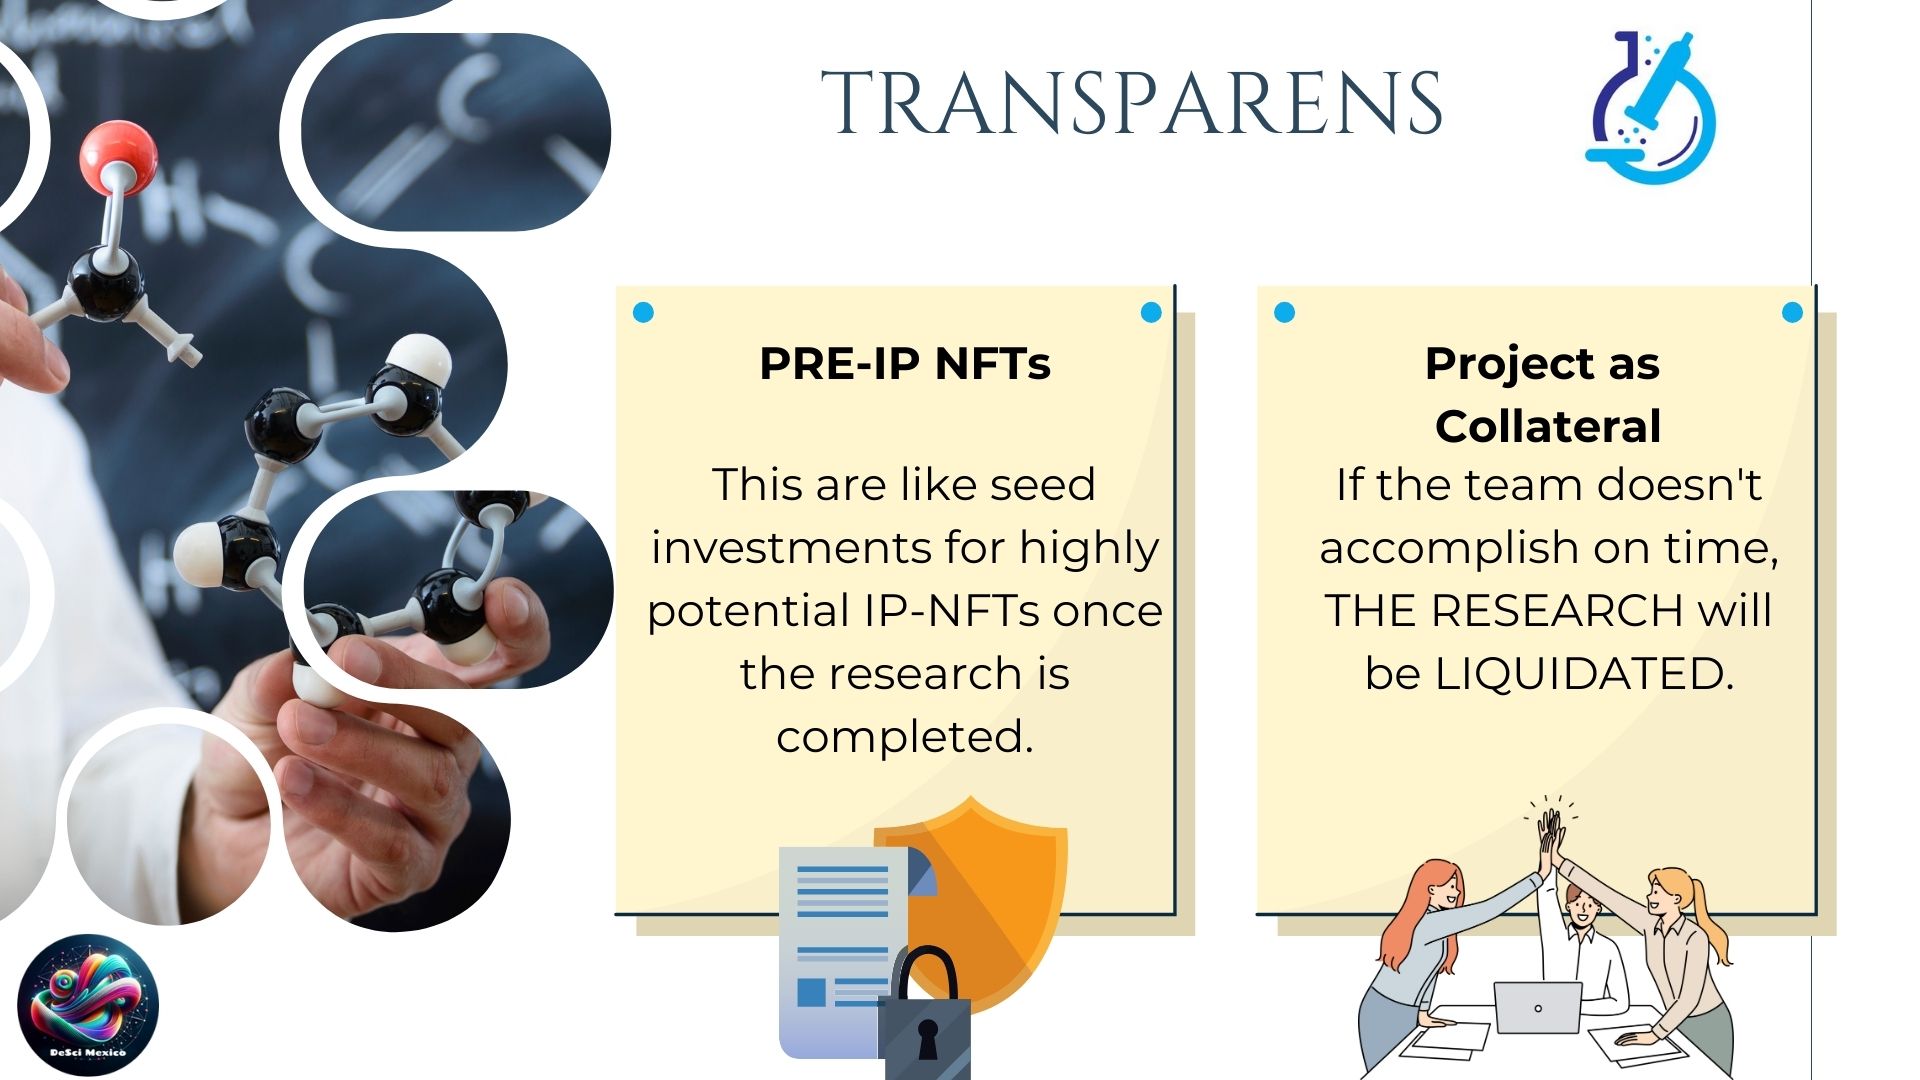 TRANSPARENS
PRE-IP NFTs
This are like seed
investments for highly
potential IP-NFTs once
the research is
completed.
Project as
Collateral
If the team doesn't
accomplish on time,
THE RESEARCH will
be LIQUIDATED.
DeSci Mexico